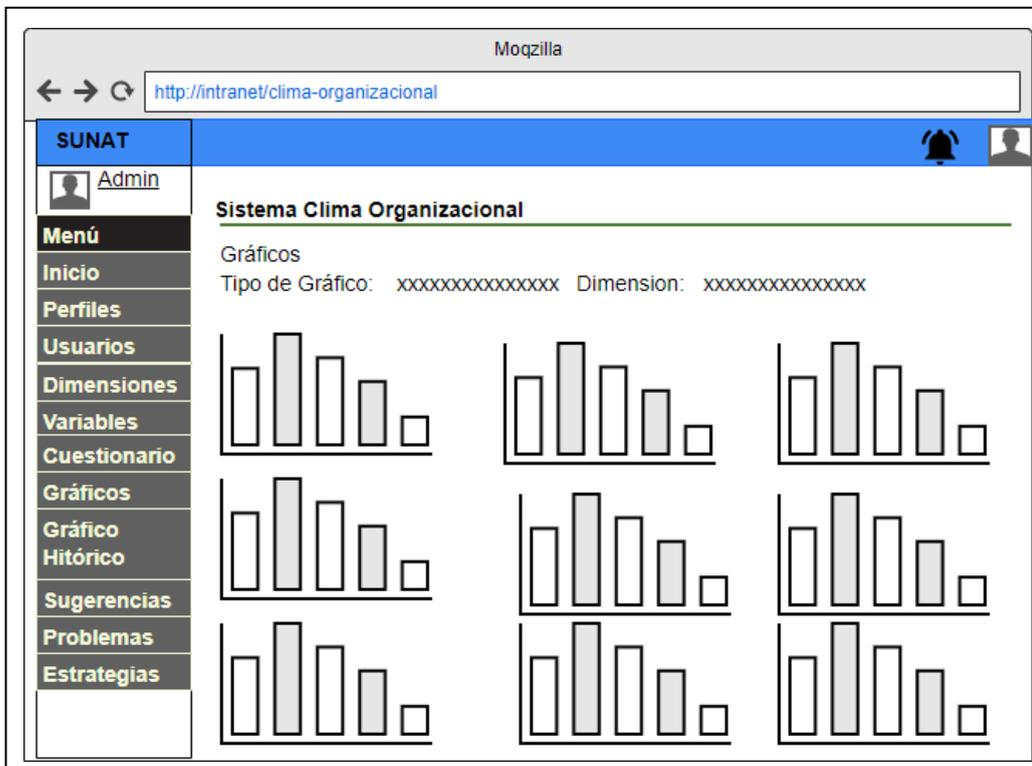 Moqzilla
http://intranet/clima-organizacional
SUNAT
Admin
Menú
Inicio
Perfiles
Usuarios
Dimensiones
Variables
Cuestionario
Gráficos
Gráfico
Hitórico
Sugerencias
Problemas
Estrategias
Sistema Clima Organizacional
Gráficos
Tipo de Gráfico: xxxxxxxxxxxxxxx Dimension: xxxxxxxxxxxxxxx